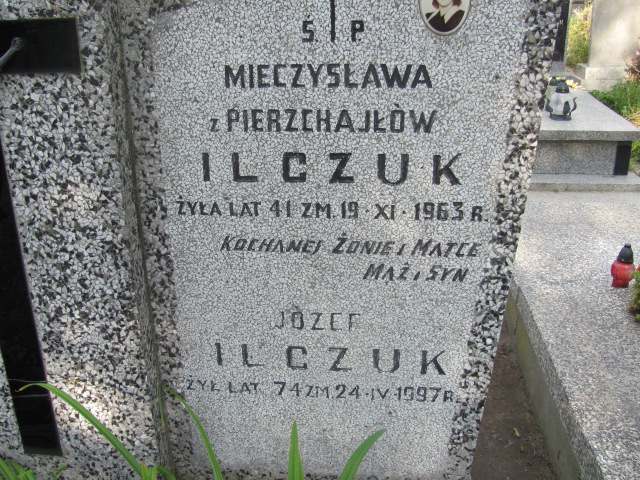 Ś P
MIECZYSŁAWA
z PIERZCHAJŁÓW
ILCZUK
ŻYŁA LAT 41 ZM. 19·XI·1963 R.
KOCHANEJ ŻONIE i MATCE
MĄŻ i SYN
JÓZEF
ILCZUK
ŻYŁ LAT 74 ZM 24·IV·1997 R.